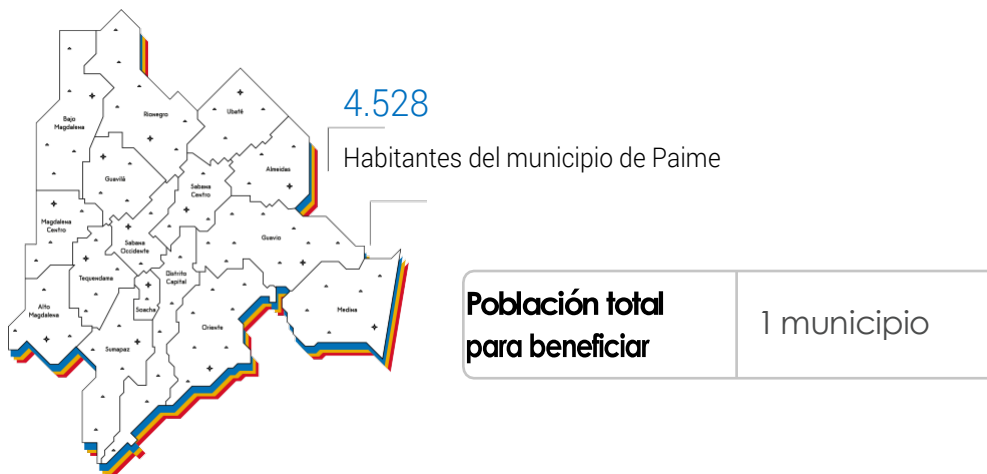 4.528
Habitantes del municipio de Paime
Bajo
Magdalena
Rionegro
Ubaté
Gualivá
Almeidas
Sabana
Centro
Magdalena
Centro
Sabana
Occidente
Guavio
Tequendama
Distrito
Capital
Alto
Magdalena
Soacha
Medina
Oriente
Sumapaz
Población total
para beneficiar
1 municipio